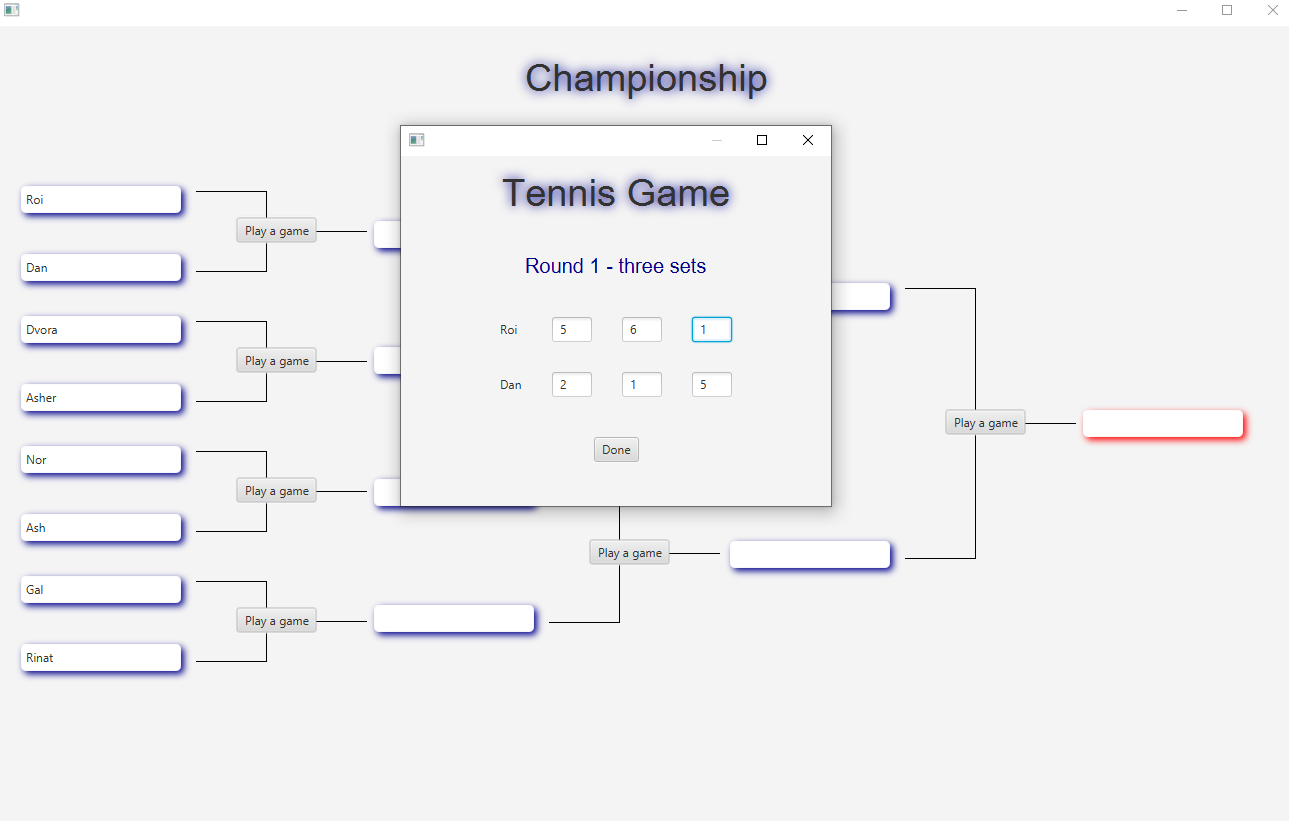 Championship
Tennis Game
Round 1 - three sets
Roi 5 6 1
Dan 2 1 5
Done
Roi
Play a game
Dan
Dvora
Play a game
Asher
Nor
Play a game
Ash
Gal
Play a game
Rinat
Play a game
Play a game